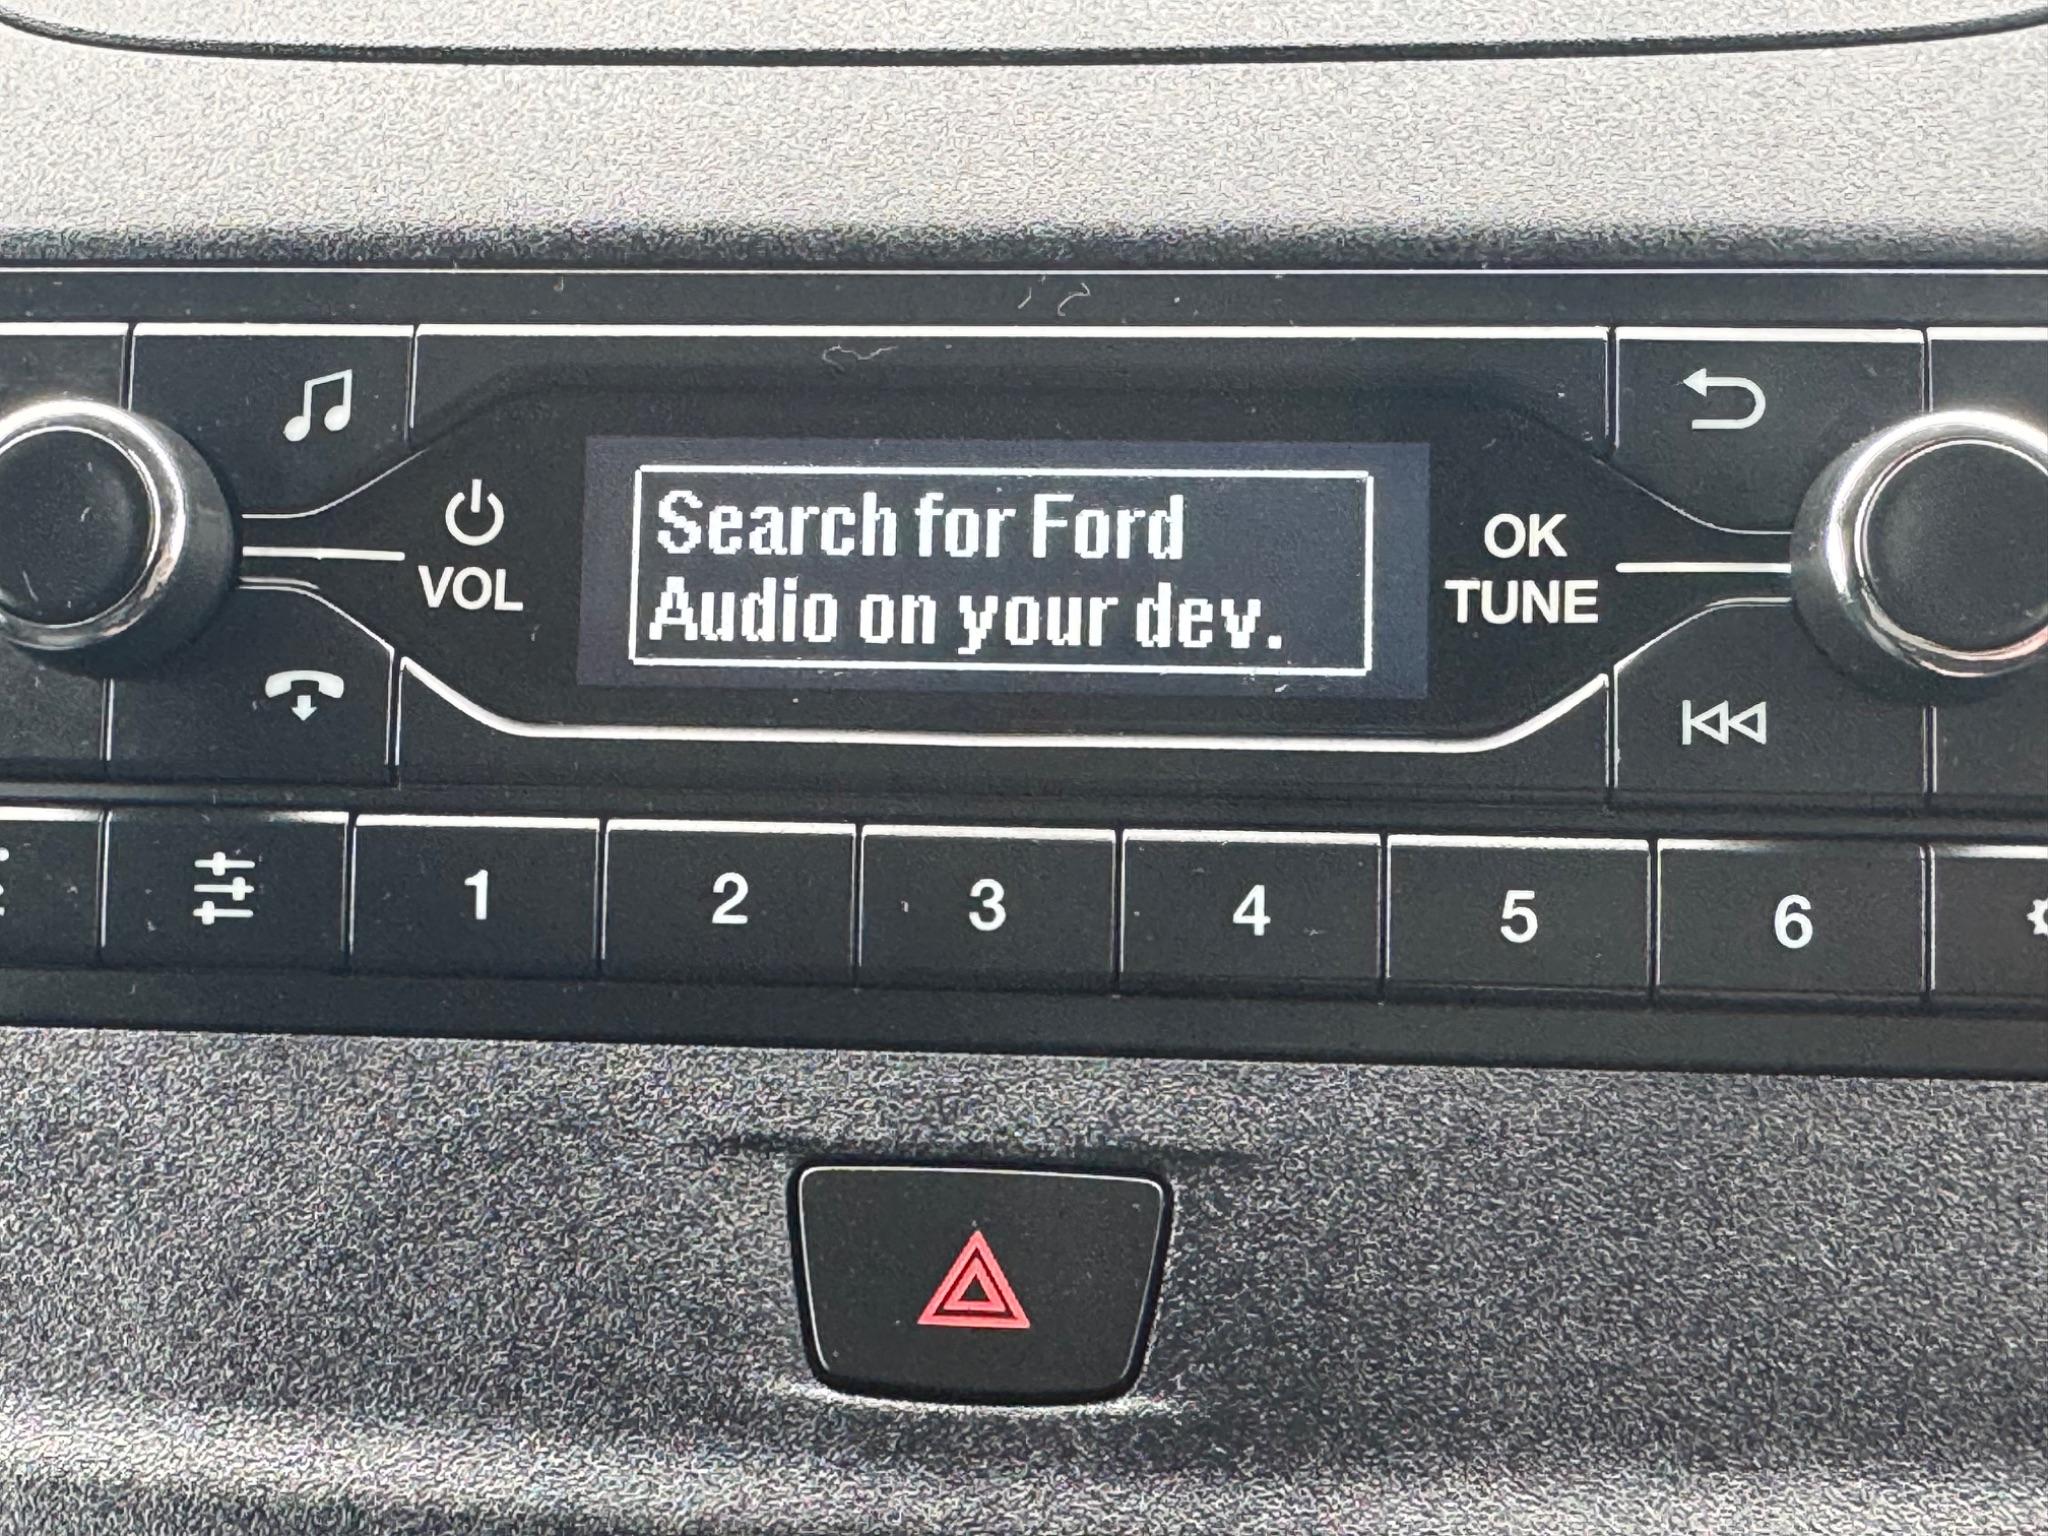 Search for Ford
Audio on your dev.
VOL
OK
TUNE
1 2 3 4 5 6